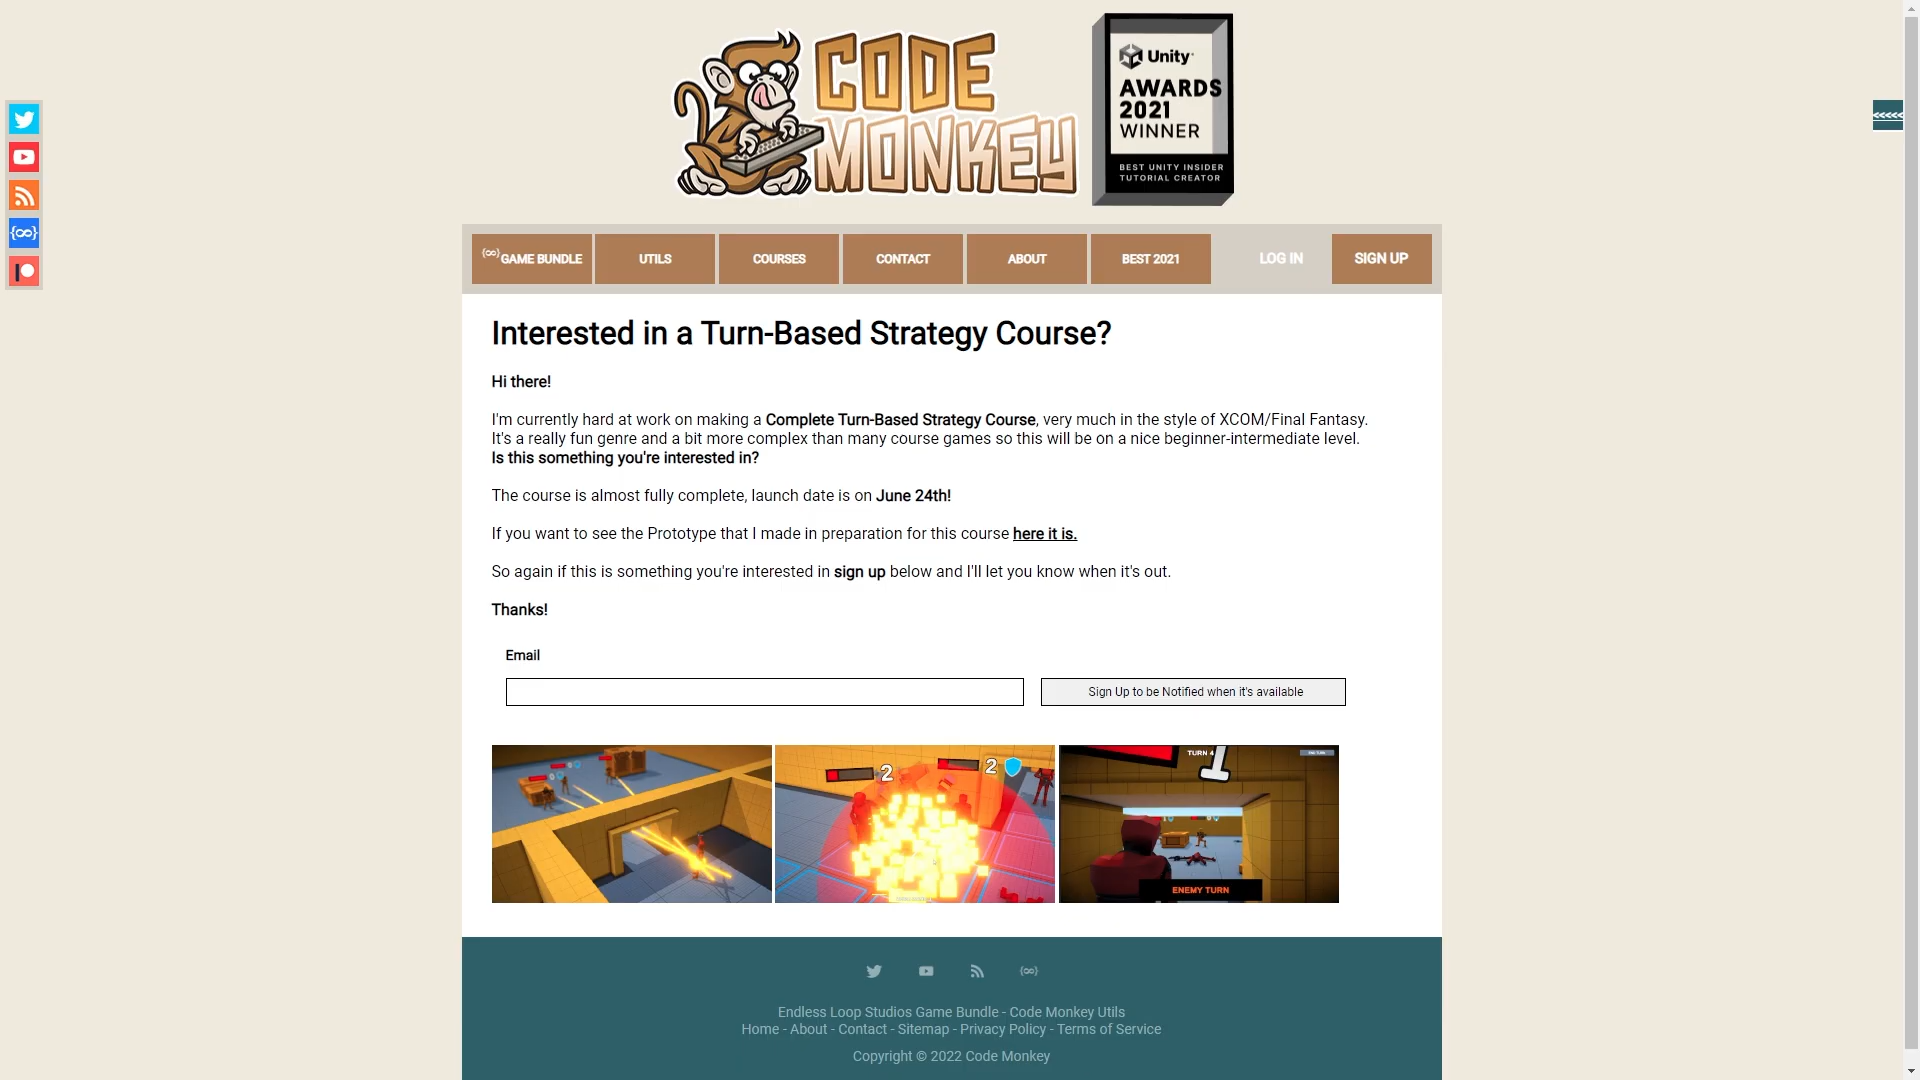 CODE
MONKEY
Unity
AWARDS
2021
WINNER
BEST UNITY INSIDER
TUTORIAL CREATOR
<<<<<
{∞} GAME BUNDLE
UTILS
COURSES
CONTACT
ABOUT
BEST 2021
LOG IN
SIGN UP
Interested in a Turn-Based Strategy Course?
Hi there!
I'm currently hard at work on making a Complete Turn-Based Strategy Course, very much in the style of XCOM/Final Fantasy.
It's a really fun genre and a bit more complex than many course games so this will be on a nice beginner-intermediate level.
Is this something you're interested in?
The course is almost fully complete, launch date is on June 24th!
If you want to see the Prototype that I made in preparation for this course here it is.
So again if this is something you're interested in sign up below and I'll let you know when it's out.
Thanks!
Email
Sign Up to be Notified when it's available
2
2
TURN 4
1
ENEMY TURN
Endless Loop Studios Game Bundle - Code Monkey Utils
Home - About - Contact - Sitemap - Privacy Policy - Terms of Service
Copyright © 2022 Code Monkey